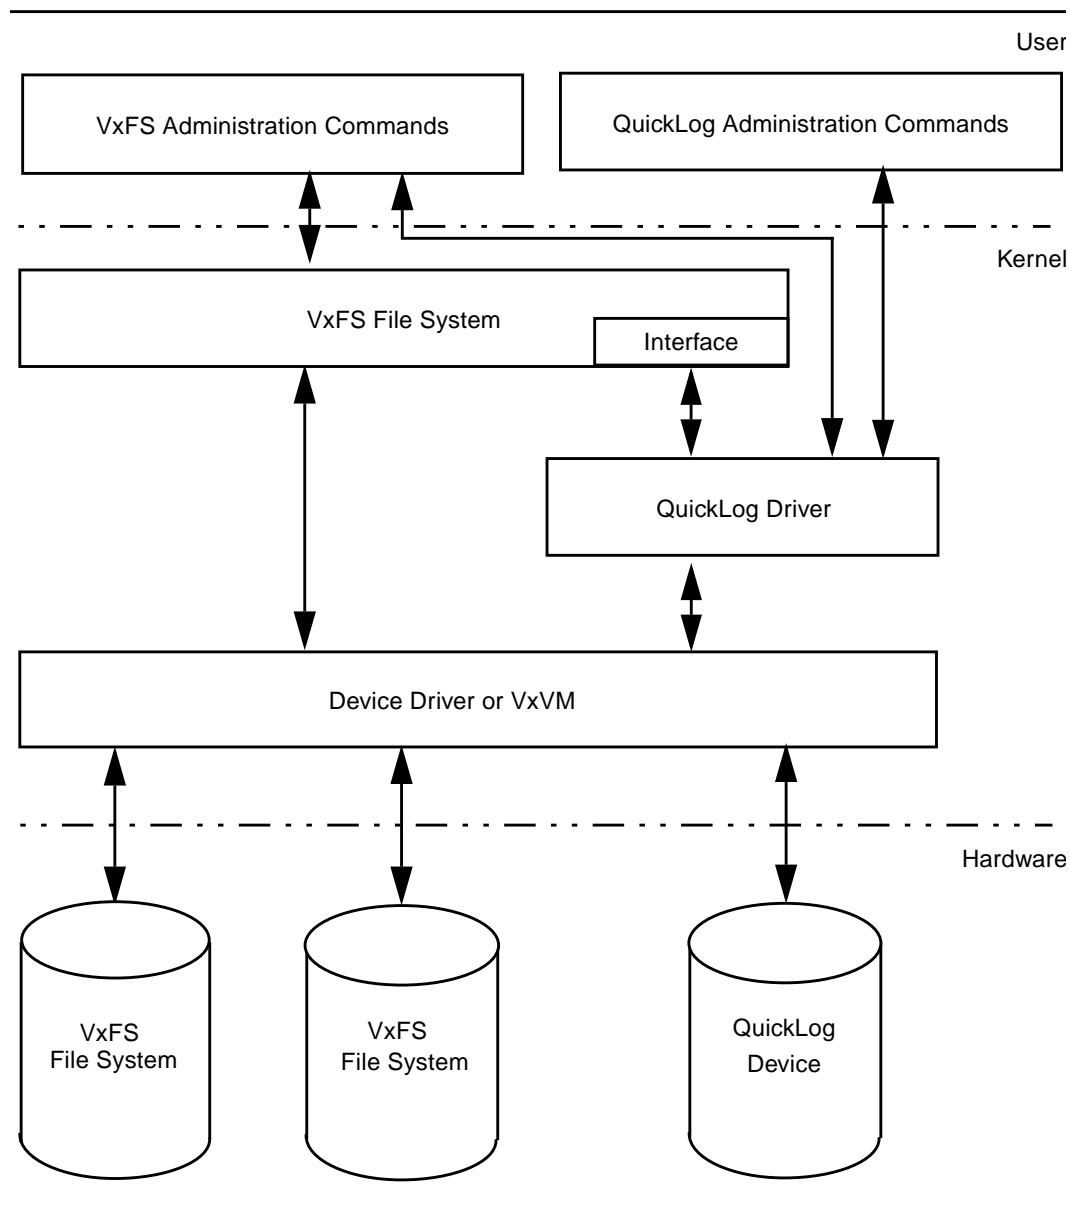 User
VxFS Administration Commands
QuickLog Administration Commands
Kernel
VxFS File System
Interface
QuickLog Driver
Device Driver or VxVM
Hardware
VxFS
File System
VxFS
File System
QuickLog
Device